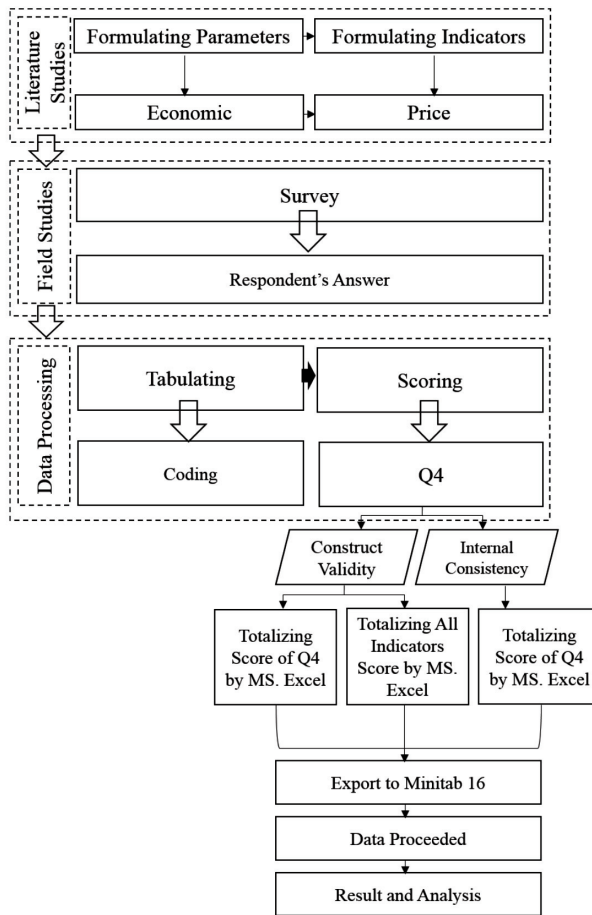 Literature
Studies
Formulating Parameters
Formulating Indicators
Economic
Price
Field Studies
Survey
Respondent's Answer
Data Processing
Tabulating
Scoring
Coding
Q4
Construct
Validity
Internal
Consistency
Totalizing
Score of Q4
by MS. Excel
Totalizing All
Indicators
Score by MS.
Excel
Totalizing
Score of Q4
by MS. Excel
Export to Minitab 16
Data Proceeded
Result and Analysis